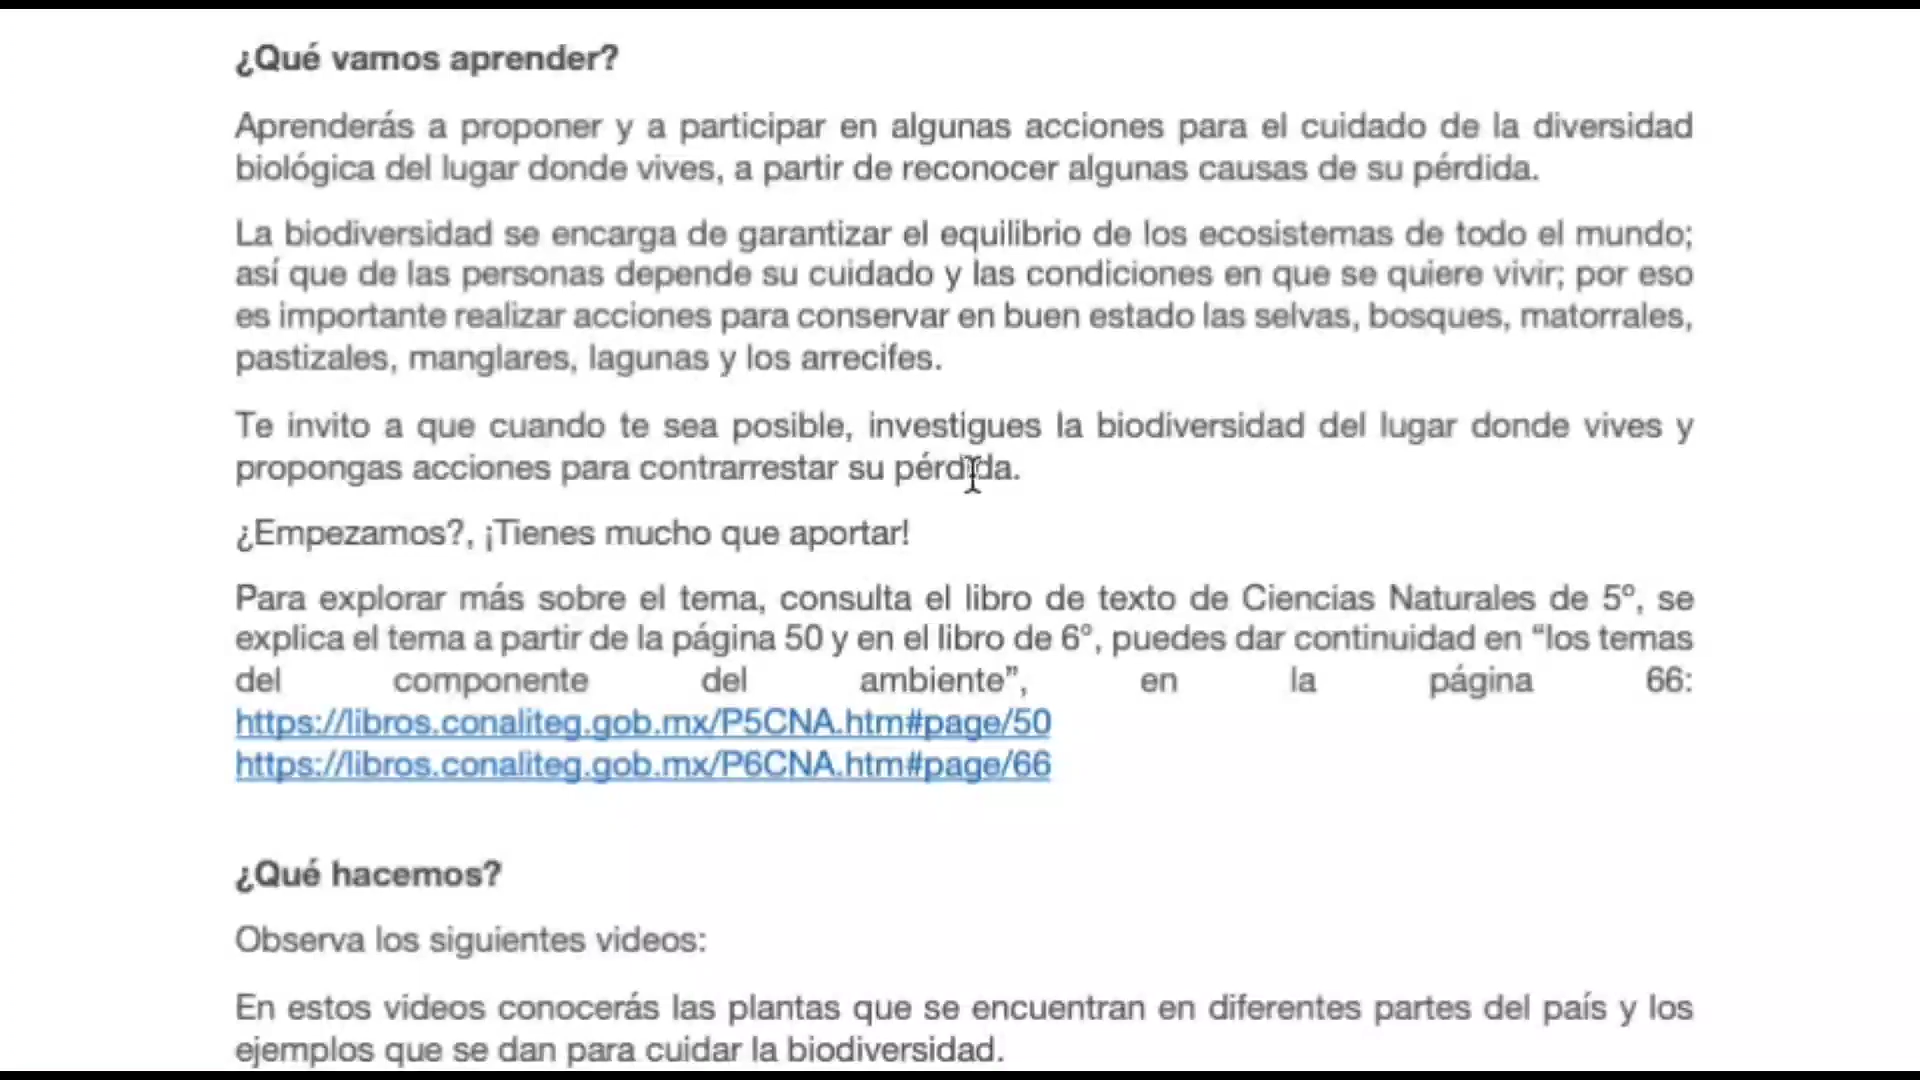 ¿Qué vamos aprender?
Aprenderás a proponer y a participar en algunas acciones para el cuidado de la diversidad
biológica del lugar donde vives, a partir de reconocer algunas causas de su pérdida.
La biodiversidad se encarga de garantizar el equilibrio de los ecosistemas de todo el mundo;
así que de las personas depende su cuidado y las condiciones en que se quiere vivir; por eso
es importante realizar acciones para conservar en buen estado las selvas, bosques, matorrales,
pastizales, manglares, lagunas y los arrecifes.
Te invito a que cuando te sea posible, investigues la biodiversidad del lugar donde vives y
propongas acciones para contrarrestar su pérdida.
¿Empezamos?, ¡Tienes mucho que aportar!
Para explorar más sobre el tema, consulta el libro de texto de Ciencias Naturales de 5º, se
explica el tema a partir de la página 50 y en el libro de 6°, puedes dar continuidad en “los temas
del componente del ambiente”, en la página 66:
https://libros.conaliteg.gob.mx/P5CNA.htm#page/50
https://libros.conaliteg.gob.mx/P6CNA.htm#page/66
¿Qué hacemos?
Observa los siguientes videos:
En estos videos conocerás las plantas que se encuentran en diferentes partes del país y los
ejemplos que se dan para cuidar la biodiversidad.